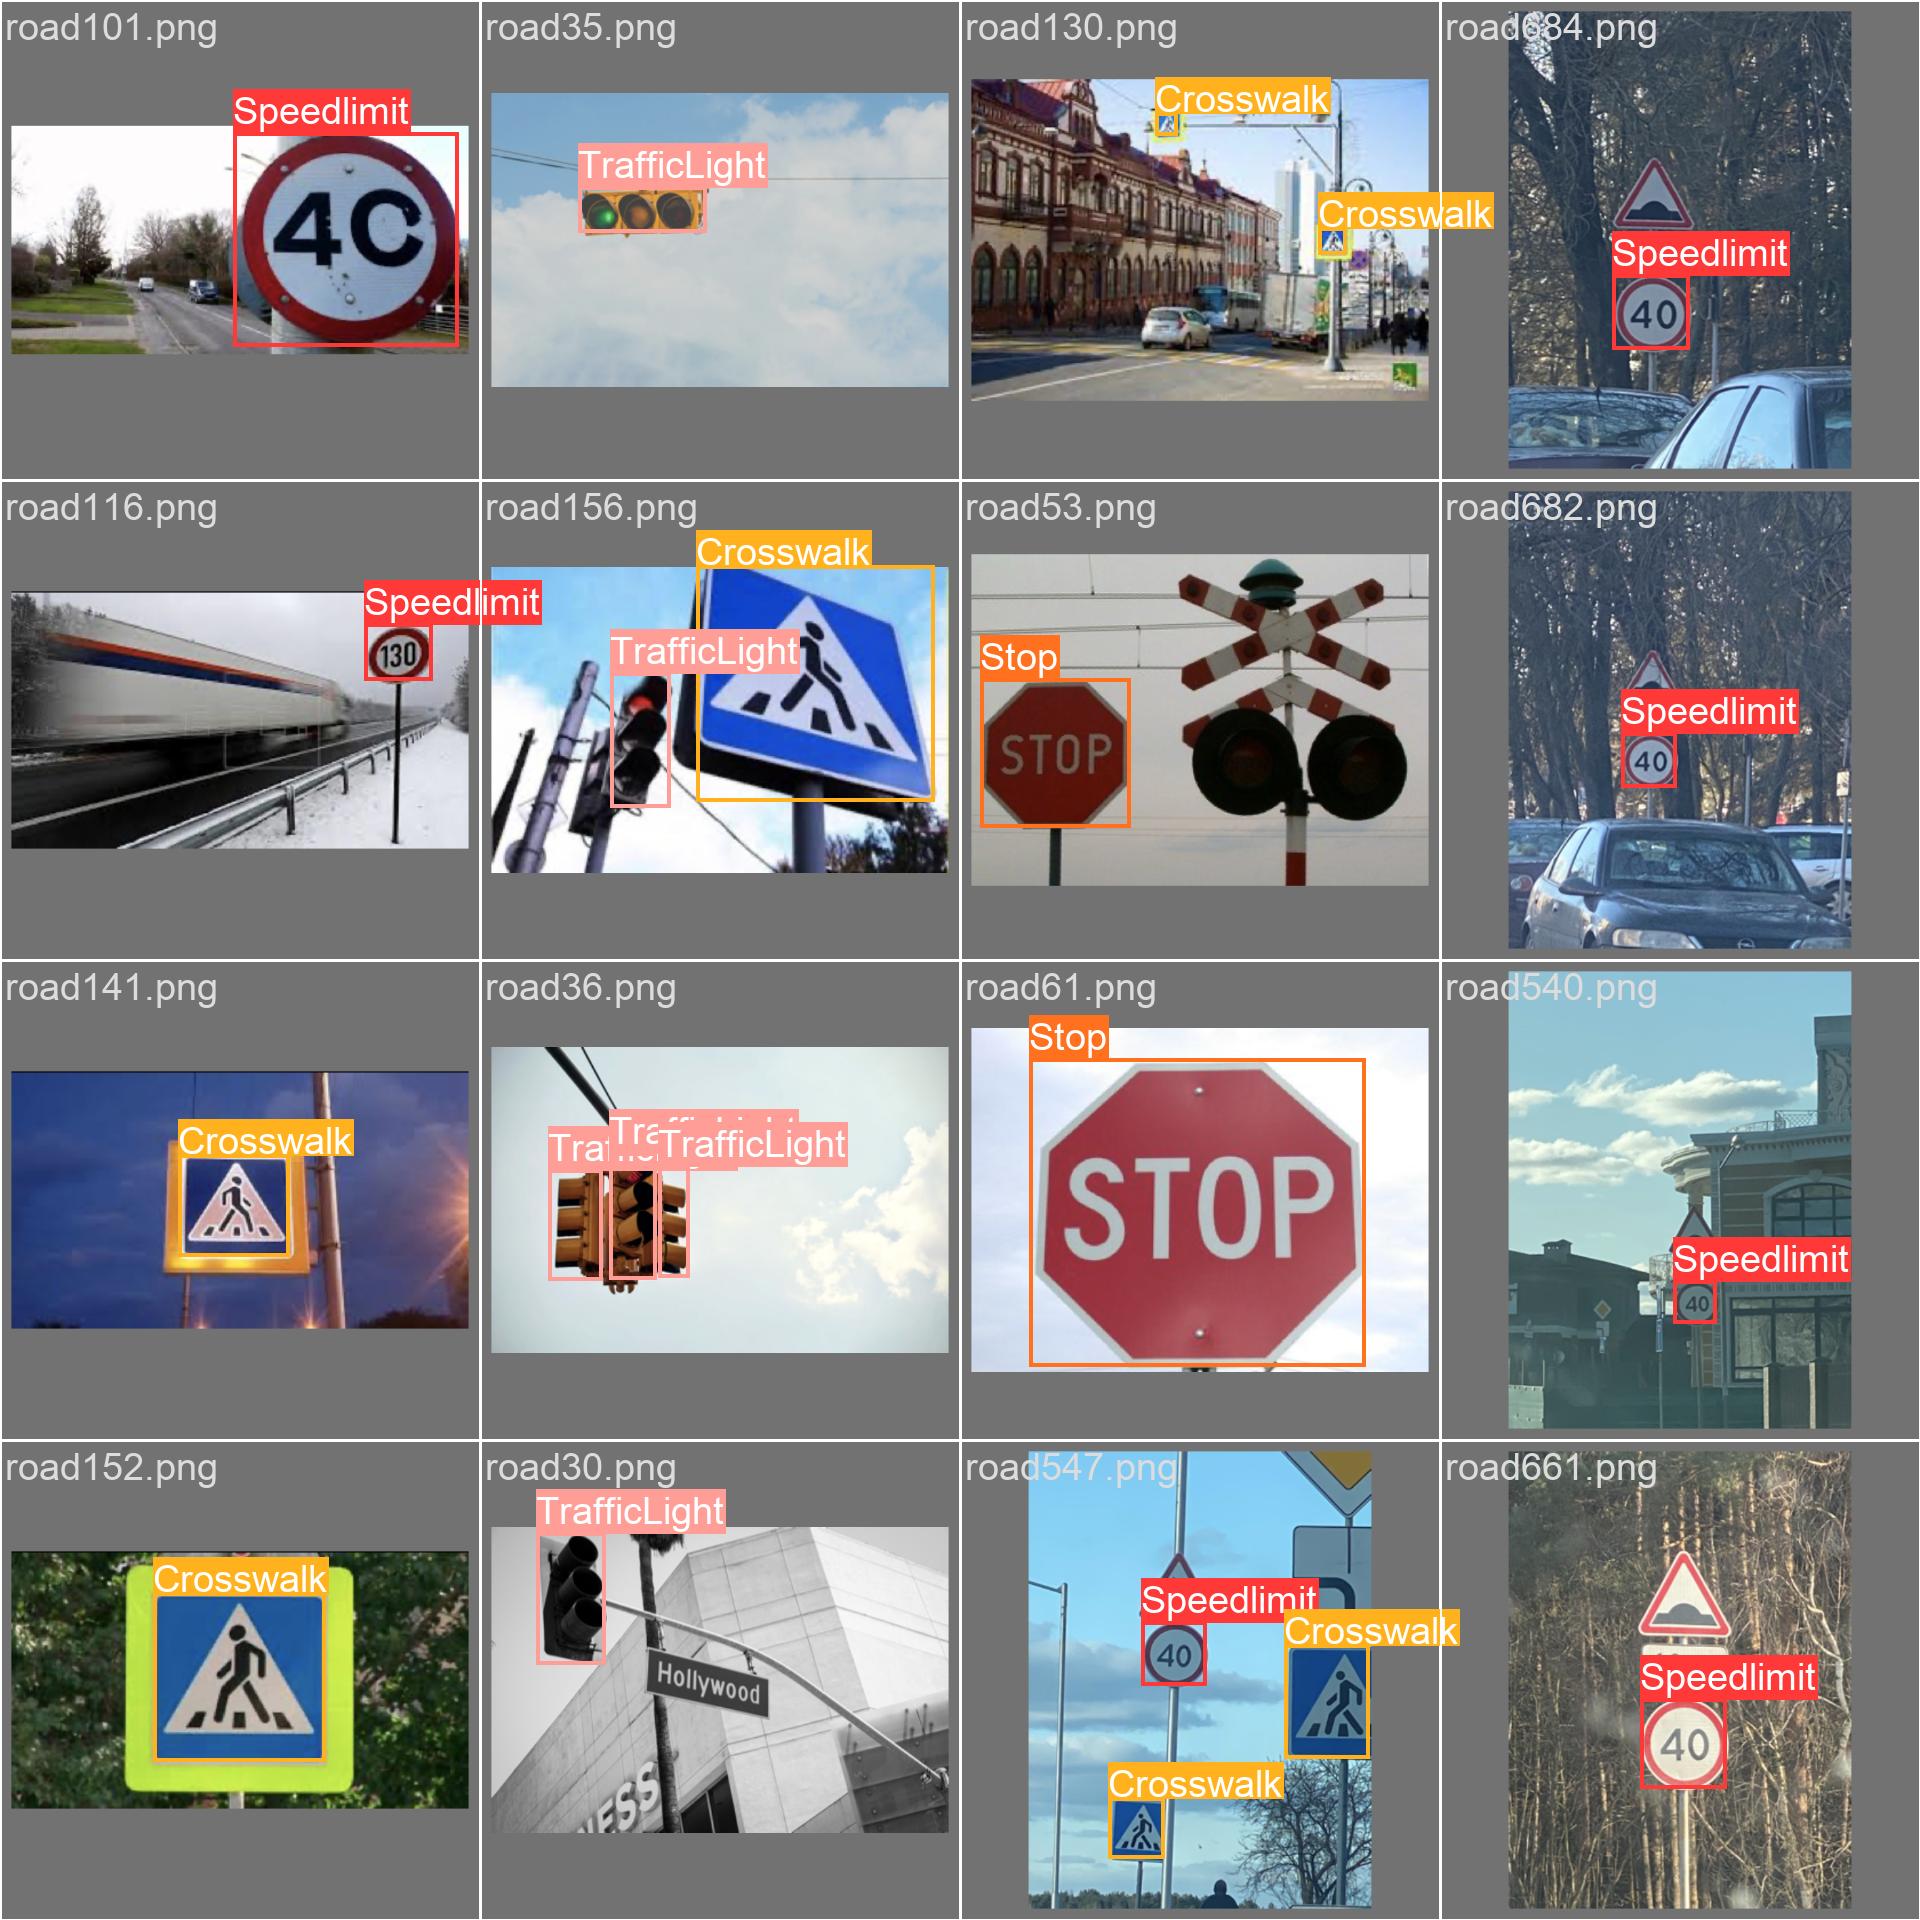 road101.png
Speedlimit
4C
road35.png
TrafficLight
road130.png
Crosswalk
Crosswalk
road684.png
Speedlimit
40
road116.png
Speedlimit
130
road156.png
Crosswalk
TrafficLight
road53.png
Stop
STOP
road682.png
Speedlimit
40
road141.png
Crosswalk
road36.png
TrafficLight
road61.png
Stop
STOP
road540.png
Speedlimit
40
road152.png
Crosswalk
road30.png
TrafficLight
Hollywood
NESS
road547.png
Speedlimit
40
Crosswalk
Crosswalk
road661.png
Speedlimit
40